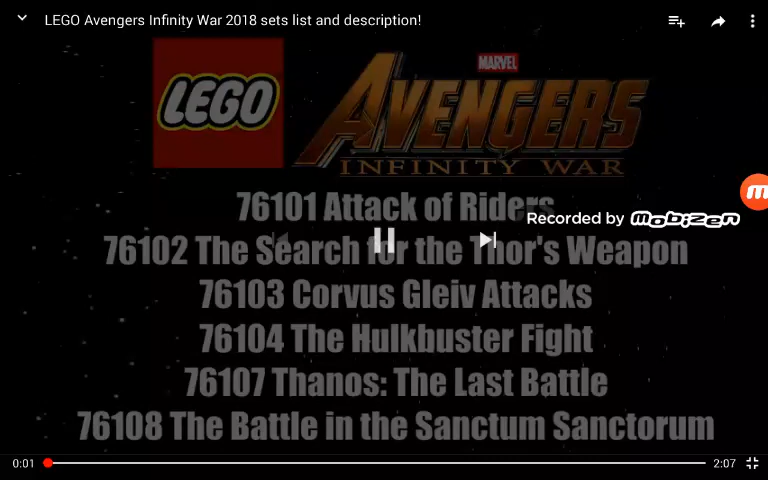 LEGO Avengers Infinity War 2018 sets list and description!
LEGO
MARVEL
AVENGERS
INFINITY WAR
76101 Attack of Riders
Recorded by Mobizen
76102 The Search for the Thor's Weapon
76103 Corvus Gleiv Attacks
76104 The Hulkbuster Fight
76107 Thanos: The Last Battle
76108 The Battle in the Sanctum Sanctorum
0:01
2:07